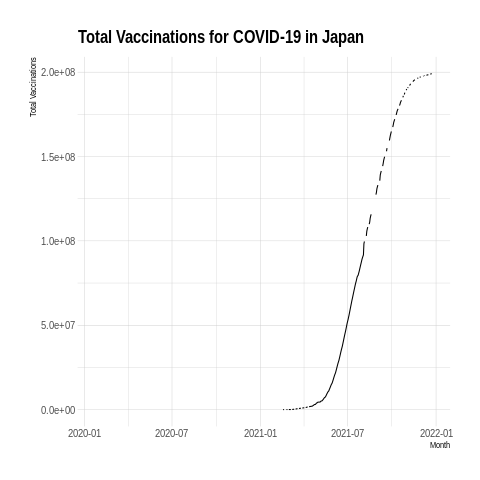 Total Vaccinations for COVID-19 in Japan
Total Vaccinations
2.0e+08
1.5e+08
1.0e+08
5.0e+07
0.0e+00
2020-01 2020-07 2021-01 2021-07 2022-01
Month